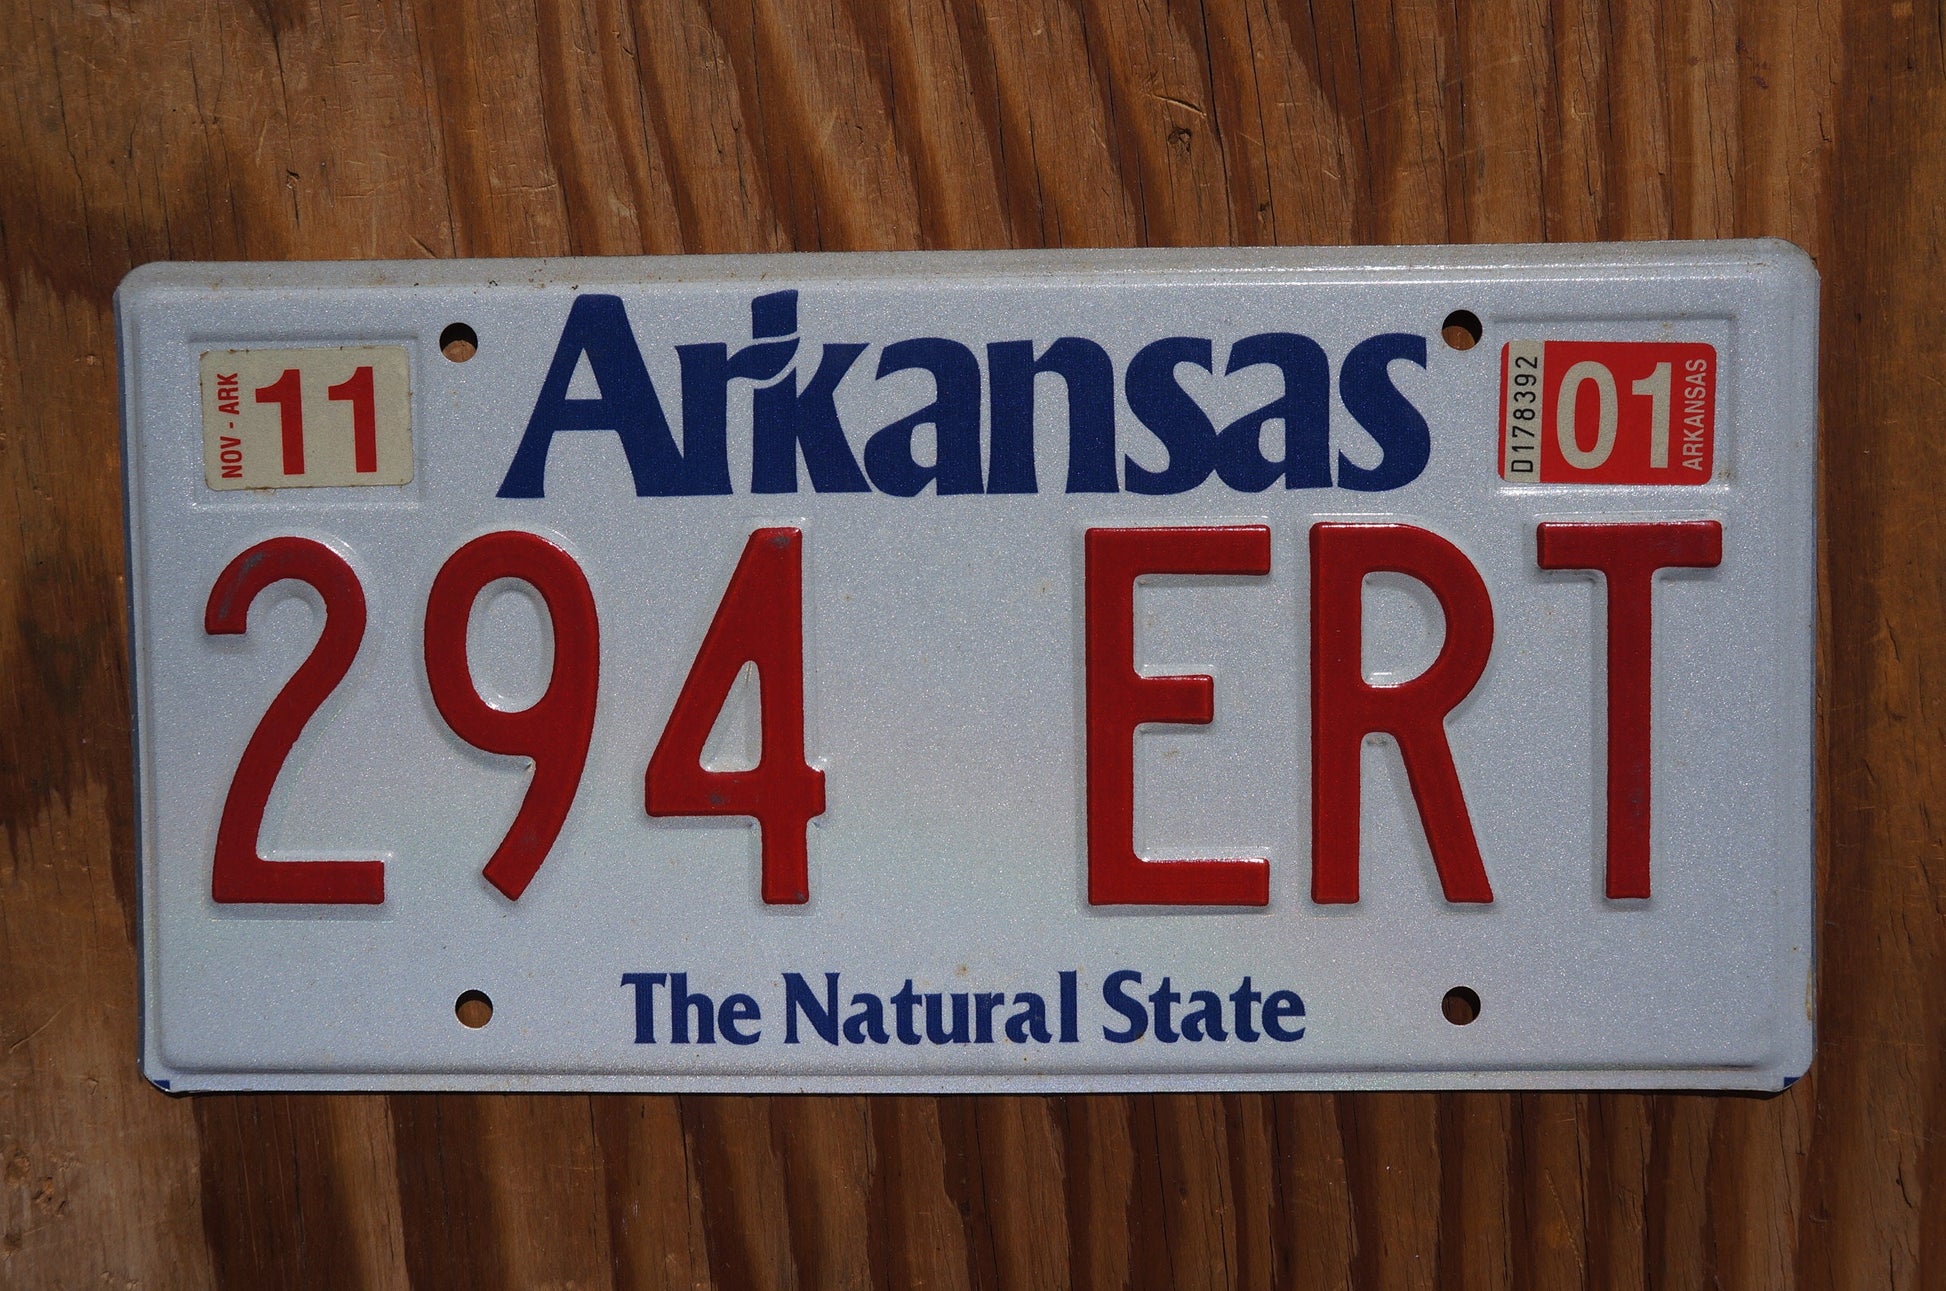 Arkansas
NOV - ARK
11
D178392
01
ARKANSAS
294 ERT
The Natural State